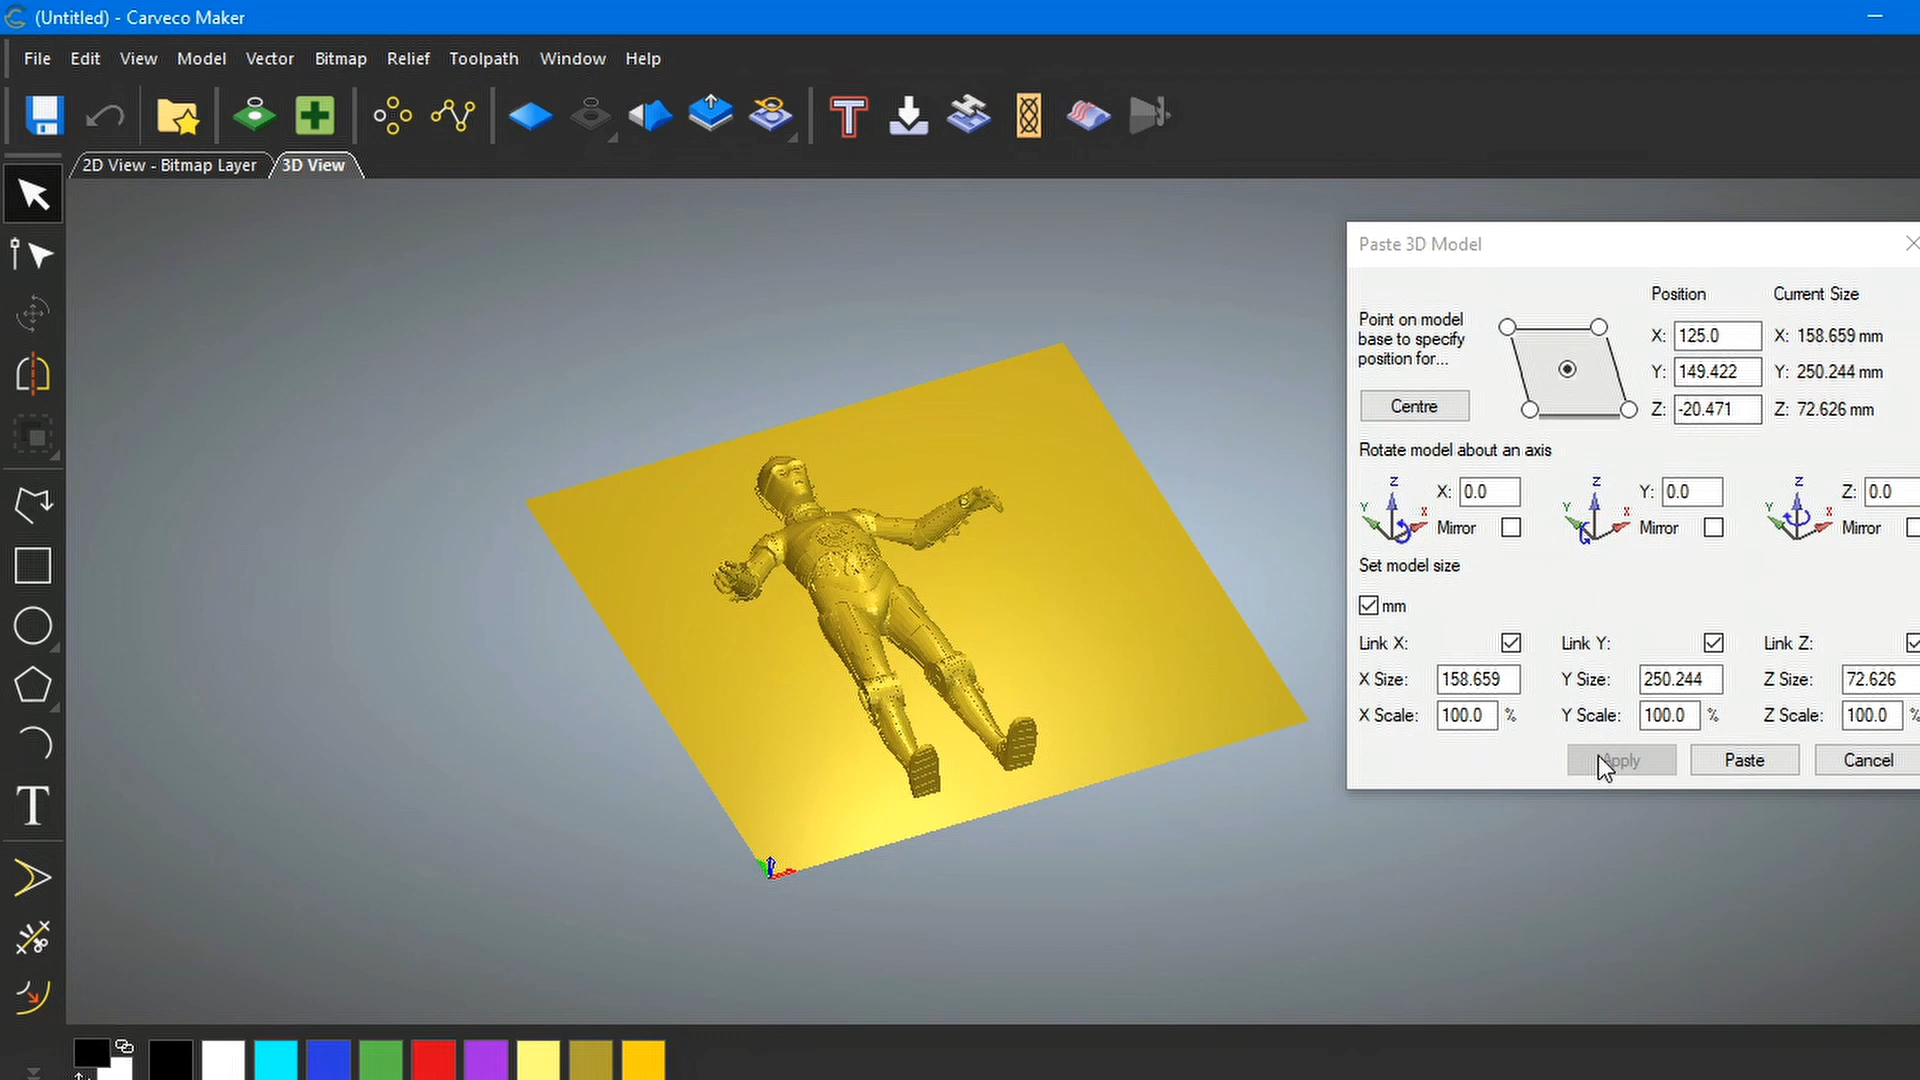 (Untitled) - Carveco Maker
File Edit View Model Vector Bitmap Relief Toolpath Window Help
2D View - Bitmap Layer 3D View
Paste 3D Model
Position Current Size
Point on model
base to specify
position for...
X: 125.0 X: 158.659 mm
Y: 149.422 Y: 250.244 mm
Z: -20.471 Z: 72.626 mm
Centre
Rotate model about an axis
Z Y X X: 0.0 Mirror
Z Y X Y: 0.0 Mirror
Z Y X Z: 0.0 Mirror
Set model size
mm
Link X: Link Y: Link Z:
X Size: 158.659 Y Size: 250.244 Z Size: 72.626
X Scale: 100.0 % Y Scale: 100.0 % Z Scale: 100.0 %
Apply Paste Cancel